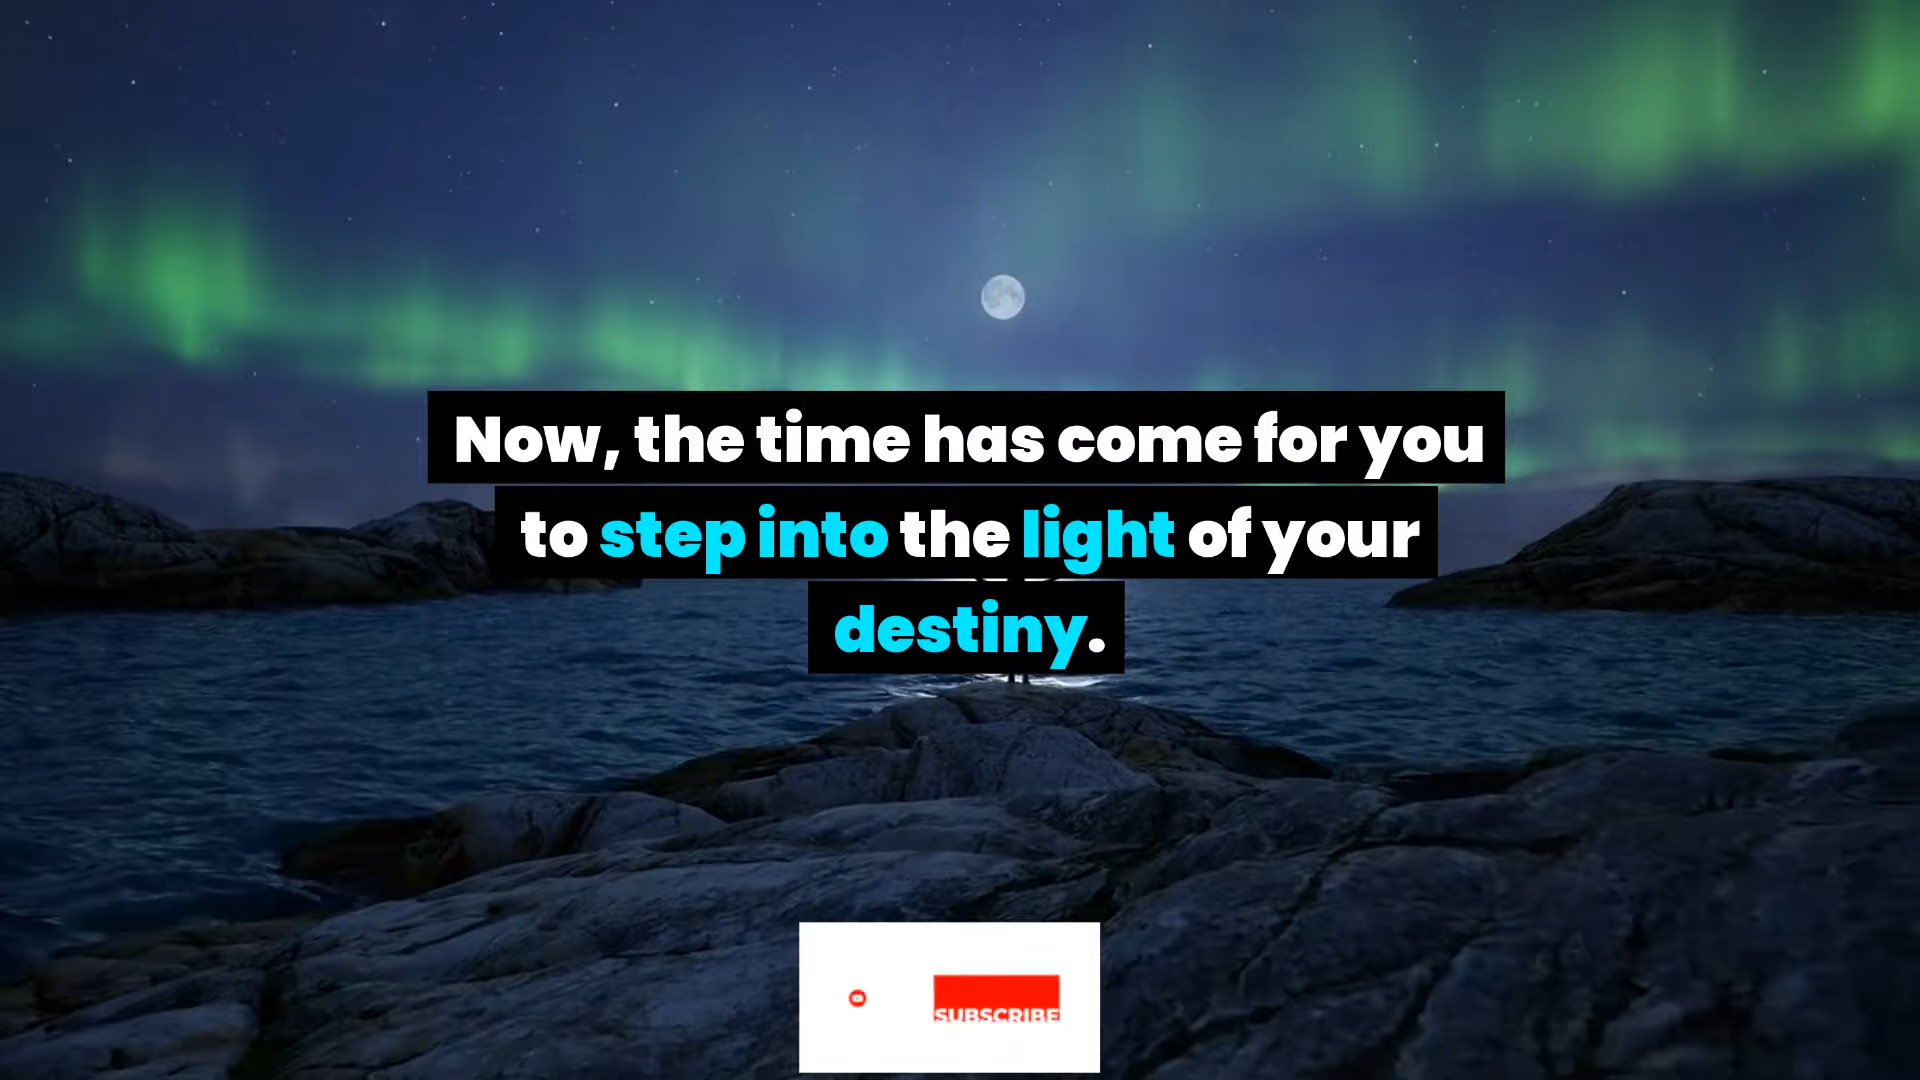 Now, the time has come for you
to step into the light of your
destiny.
SUBSCRIBE